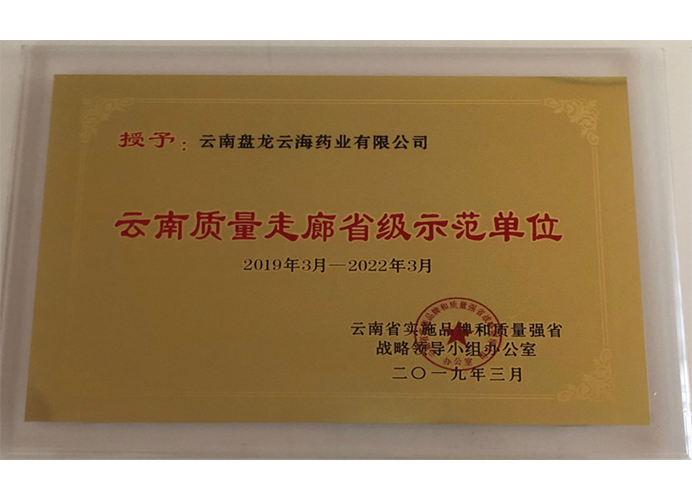 授予：云南盘龙云海药业有限公司
云南质量走廊省级示范单位
2019年3月—2022年3月
云南省实施品牌和质量强省
战略领导小组办公室
二〇一九年三月
办公室